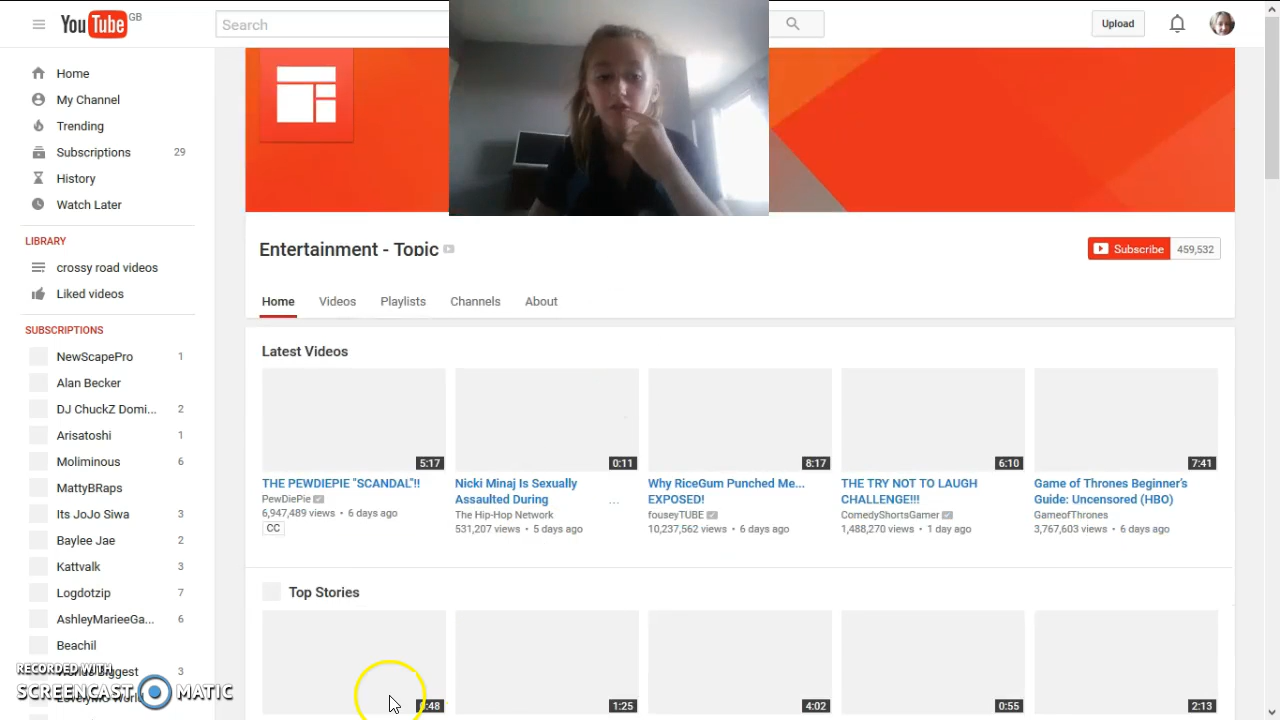 YouTube GB
Search
Upload
Home
My Channel
Trending
Subscriptions 29
History
Watch Later
LIBRARY
crossy road videos
Liked videos
SUBSCRIPTIONS
NewScapePro 1
Alan Becker
DJ ChuckZ Domi... 2
Arisatoshi 1
Moliminous 6
MattyBRaps
Its JoJo Siwa 3
Baylee Jae 2
Kattvalk 3
Logdotzip 7
AshleyMarieeGa... 6
Beachil
Biggest 3
RECORDED WITH
SCREENCAST MATIC
Entertainment - Topic
Subscribe 459,532
Home Videos Playlists Channels About
Latest Videos
5:17
THE PEWDIEPIE "SCANDAL"!!
PewDiePie
6,947,489 views • 6 days ago
CC
0:11
Nicki Minaj Is Sexually
Assaulted During ...
The Hip-Hop Network
531,207 views • 5 days ago
8:17
Why RiceGum Punched Me...
EXPOSED!
fouseyTUBE
10,237,562 views • 6 days ago
6:10
THE TRY NOT TO LAUGH
CHALLENGE!!!
ComedyShortsGamer
1,488,270 views • 1 day ago
7:41
Game of Thrones Beginner's
Guide: Uncensored (HBO)
GameofThrones
3,767,603 views • 6 days ago
Top Stories
:48
1:25
4:02
0:55
2:13